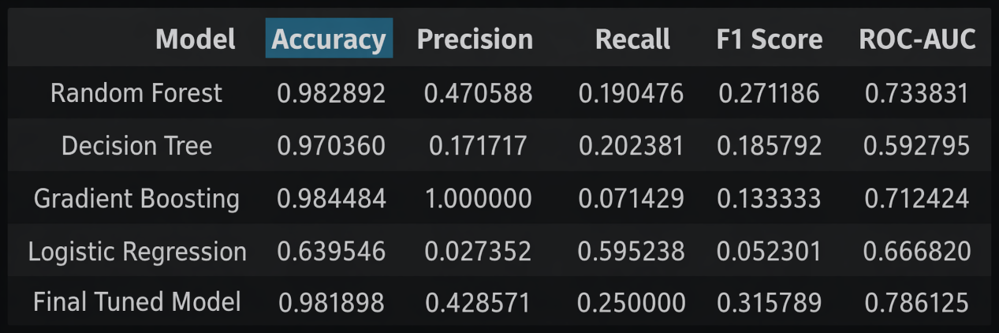 Model Accuracy Precision Recall F1 Score ROC-AUC
Random Forest 0.982892 0.470588 0.190476 0.271186 0.733831
Decision Tree 0.970360 0.171717 0.202381 0.185792 0.592795
Gradient Boosting 0.984484 1.000000 0.071429 0.133333 0.712424
Logistic Regression 0.639546 0.027352 0.595238 0.052301 0.666820
Final Tuned Model 0.981898 0.428571 0.250000 0.315789 0.786125